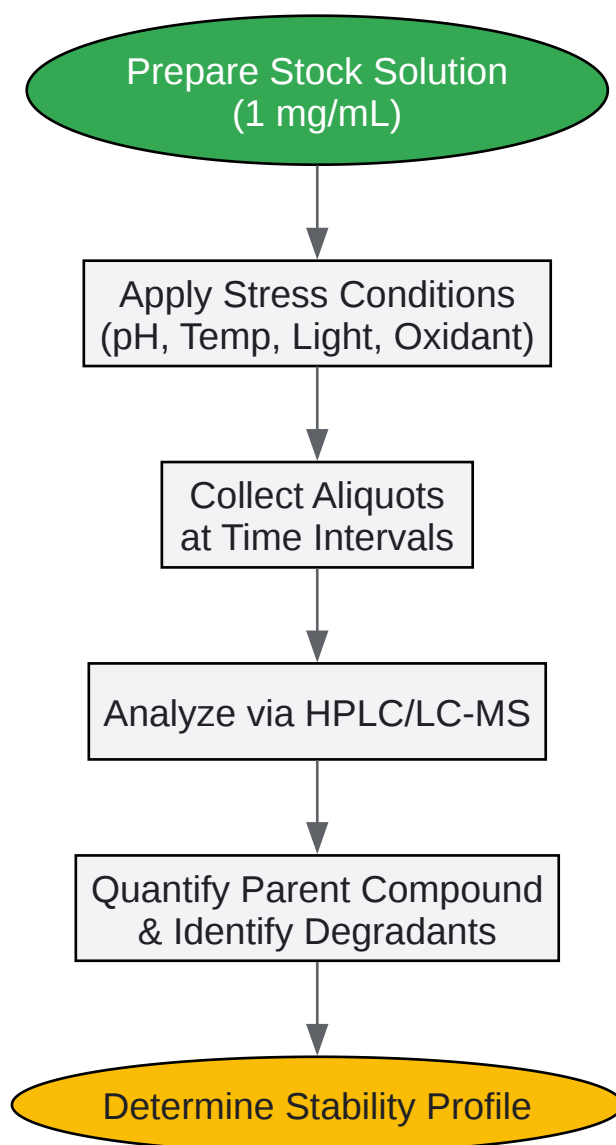 Prepare Stock Solution
(1 mg/mL)
Apply Stress Conditions
(pH, Temp, Light, Oxidant)
Collect Aliquots
at Time Intervals
Analyze via HPLC/LC-MS
Quantify Parent Compound
& Identify Degradants
Determine Stability Profile